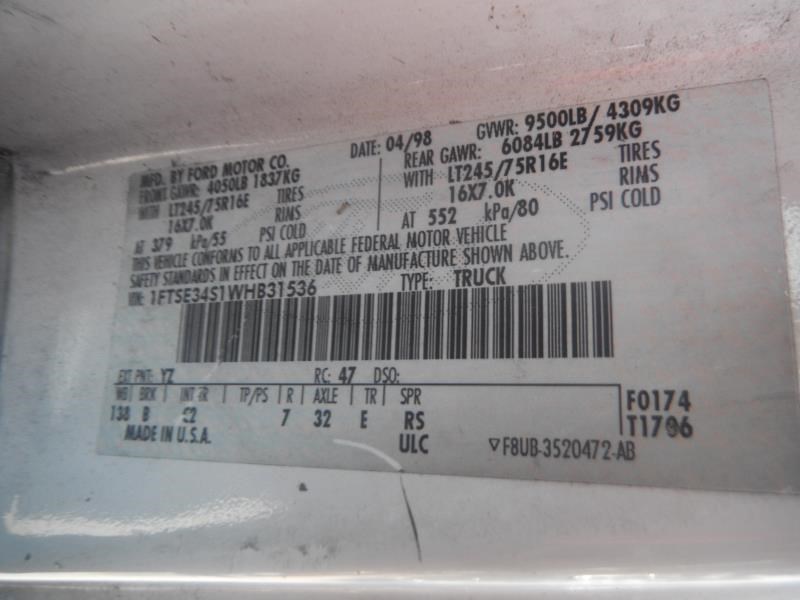 MFD. BY FORD MOTOR CO.
DATE: 04/98
GVWR: 9500LB/ 4309KG
FRONT GAWR: 4050LB 1837KG
REAR GAWR: 6084LB 2759KG
WITH LT245/75R16E TIRES
WITH LT245/75R16E TIRES
16X7.0K RIMS
16X7.0K RIMS
AT 379 kPa/55 PSI COLD
AT 552 kPa/80 PSI COLD
THIS VEHICLE CONFORMS TO ALL APPLICABLE FEDERAL MOTOR VEHICLE
SAFETY STANDARDS IN EFFECT ON THE DATE OF MANUFACTURE SHOWN ABOVE.
VIN: 1FTSE34S1WHB31536
TYPE: TRUCK
EXT PNT: YZ RC: 47 DSO:
WB BRK INT TR TP/PS R AXLE TR SPR
138 B 7 32 E RS
ULC
F0174
T1706
MADE IN U.S.A.
▽F8UB-3520472-AB